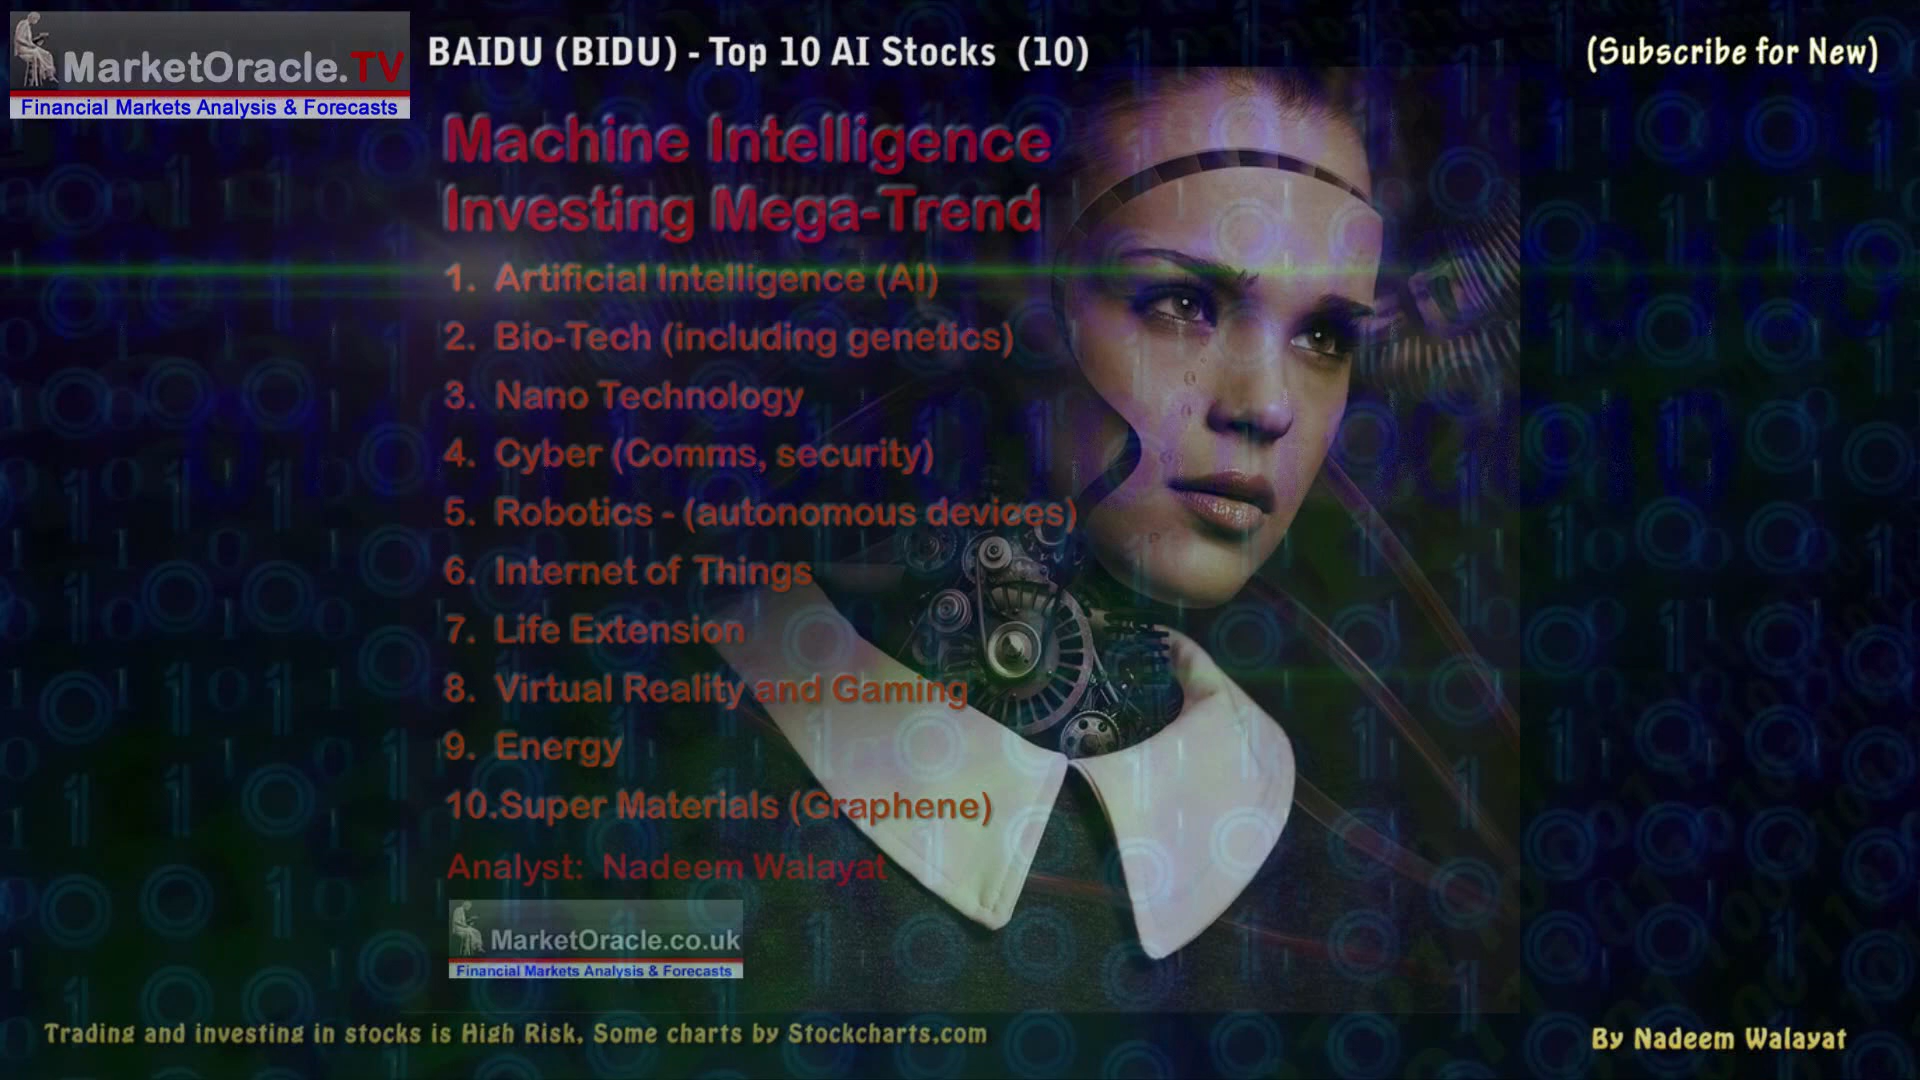 MarketOracle.TV
Financial Markets Analysis & Forecasts
BAIDU (BIDU) - Top 10 AI Stocks (10)
(Subscribe for New)
Machine Intelligence
Investing Mega-Trend
1. Artificial Intelligence (AI)
2. Bio-Tech (including genetics)
3. Nano Technology
4. Cyber (Comms, security)
5. Robotics - (autonomous devices)
6. Internet of Things
7. Life Extension
8. Virtual Reality and Gaming
9. Energy
10.Super Materials (Graphene)
Analyst: Nadeem Walayat
MarketOracle.co.uk
Financial Markets Analysis & Forecasts
Trading and investing in stocks is High Risk. Some charts by Stockcharts.com
By Nadeem Walayat